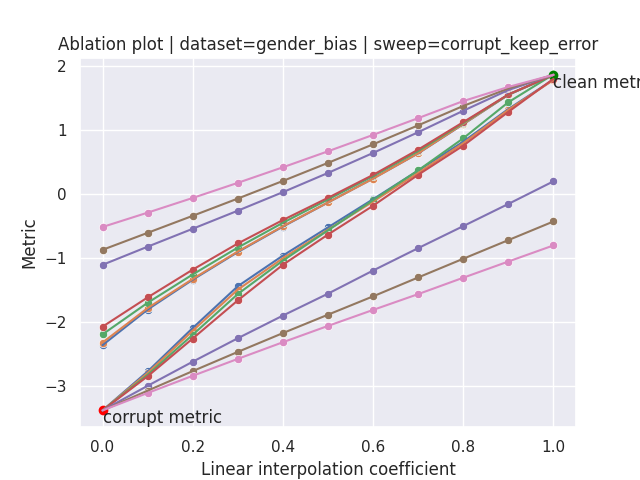 Ablation plot | dataset=gender_bias | sweep=corrupt_keep_error
2
1
0
−1
−2
−3
Metric
clean metr
corrupt metric
0.0 0.2 0.4 0.6 0.8 1.0
Linear interpolation coefficient